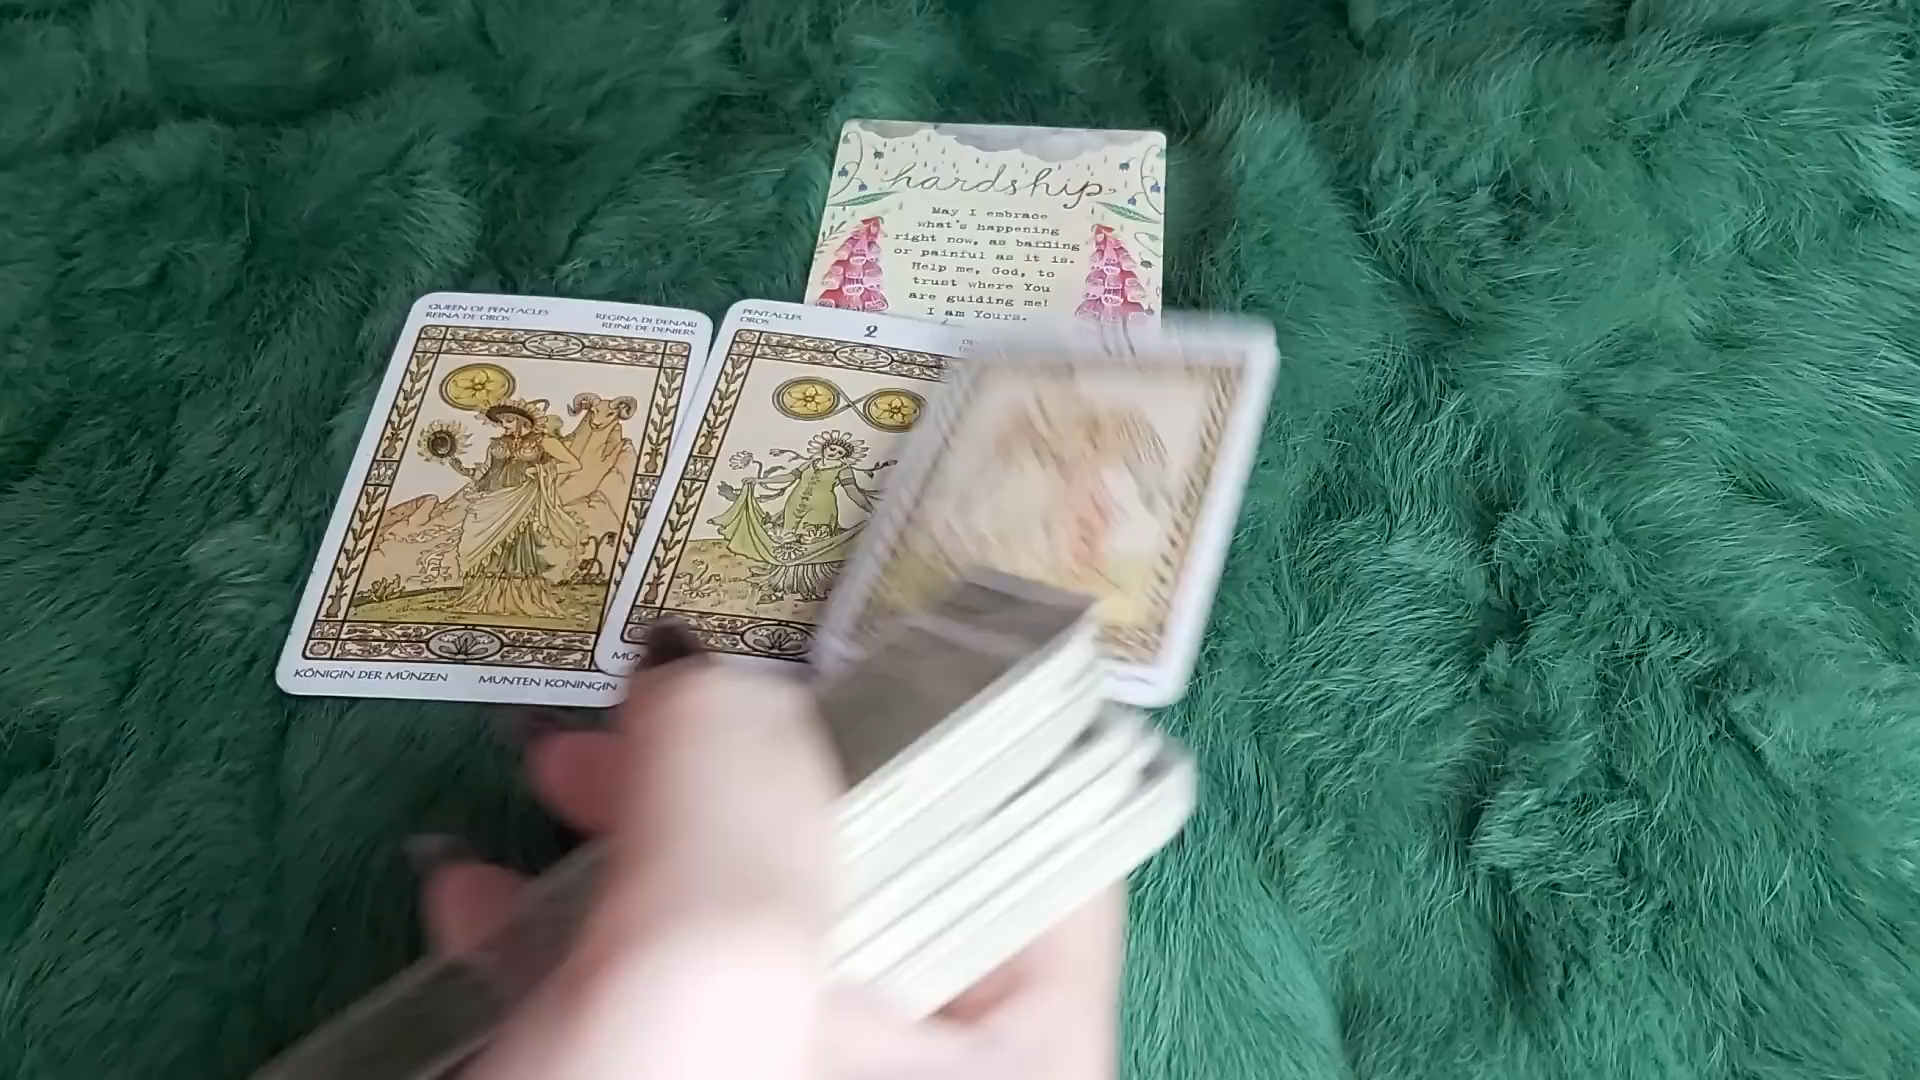 hardship
May I embrace
what's happening
right now, as baffling
or painful as it is.
Help me, God, to
trust where You
are guiding me!
I am Yours.
QUEEN OF PENTACLES
REINA DE OROS
REGINA DI DENARI
REINE DE DENIERS
KÖNIGIN DER MÜNZEN
MUNTEN KONINGIN
PENTACLES
OROS
2